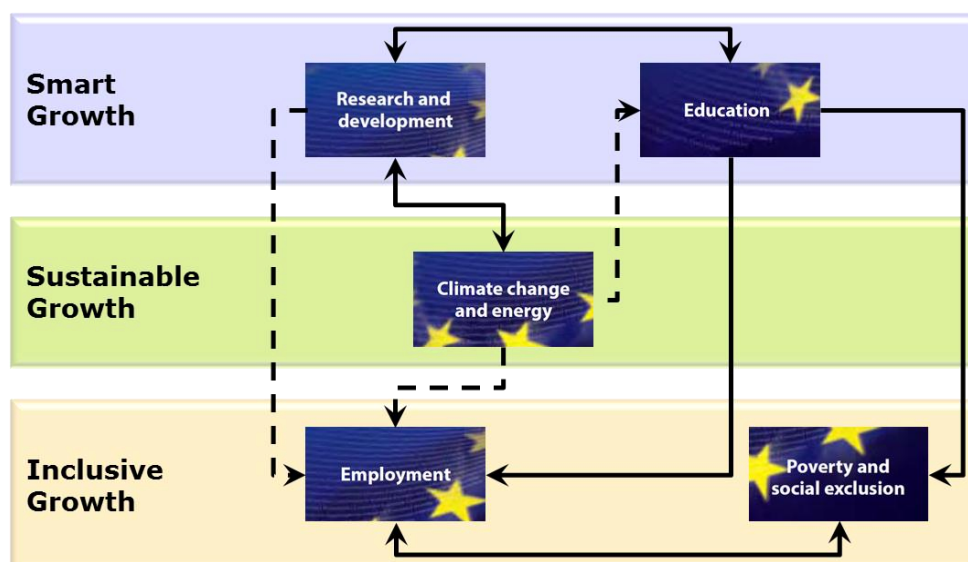 Smart
Growth
Research and
development
Education
Sustainable
Growth
Climate change
and energy
Inclusive
Growth
Employment
Poverty and
social exclusion